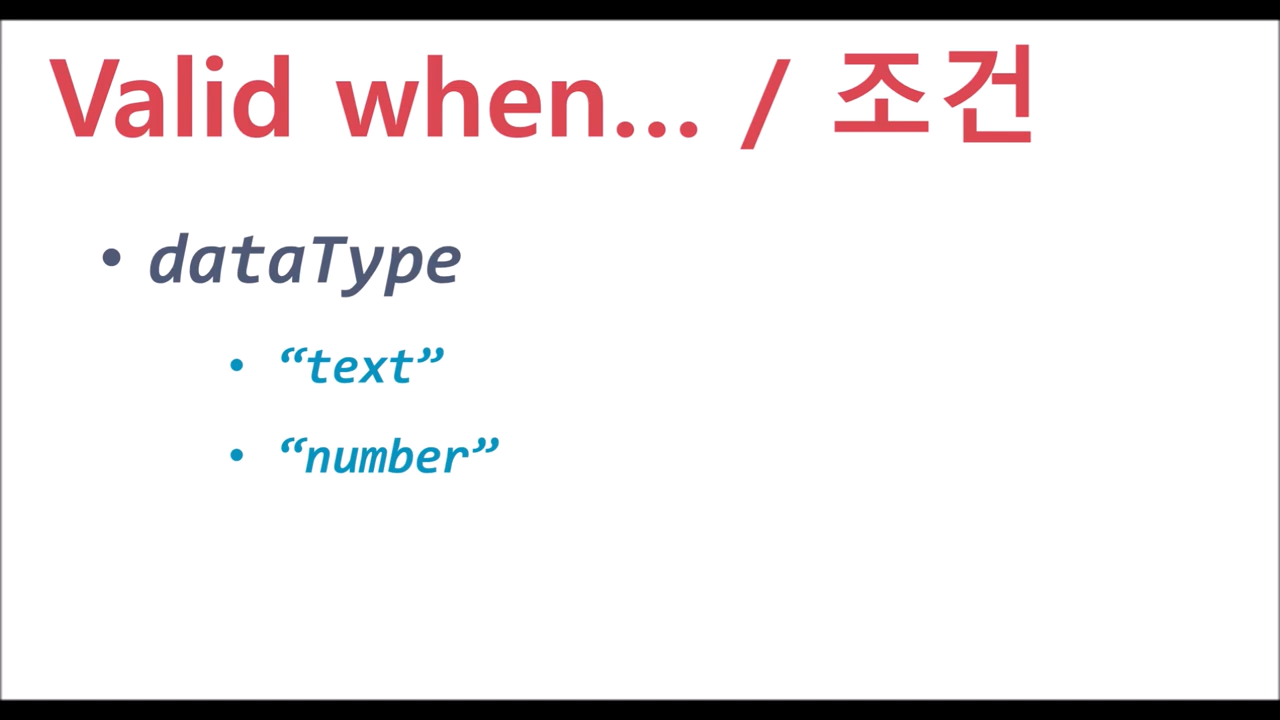 Valid when... / 조건
• dataType
• “text”
• “number”